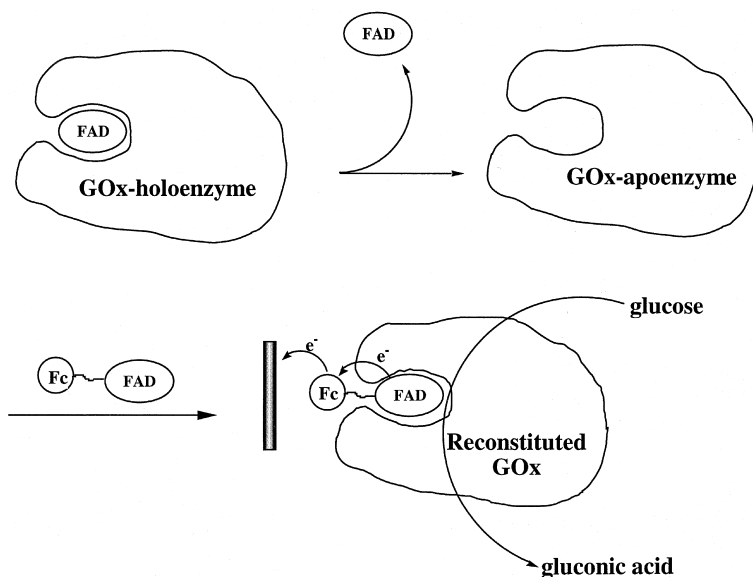 FAD
FAD
GOx-holoenzyme
GOx-apoenzyme
glucose
Fc
FAD
e-
e-
Fc
FAD
Reconstituted
GOx
gluconic acid